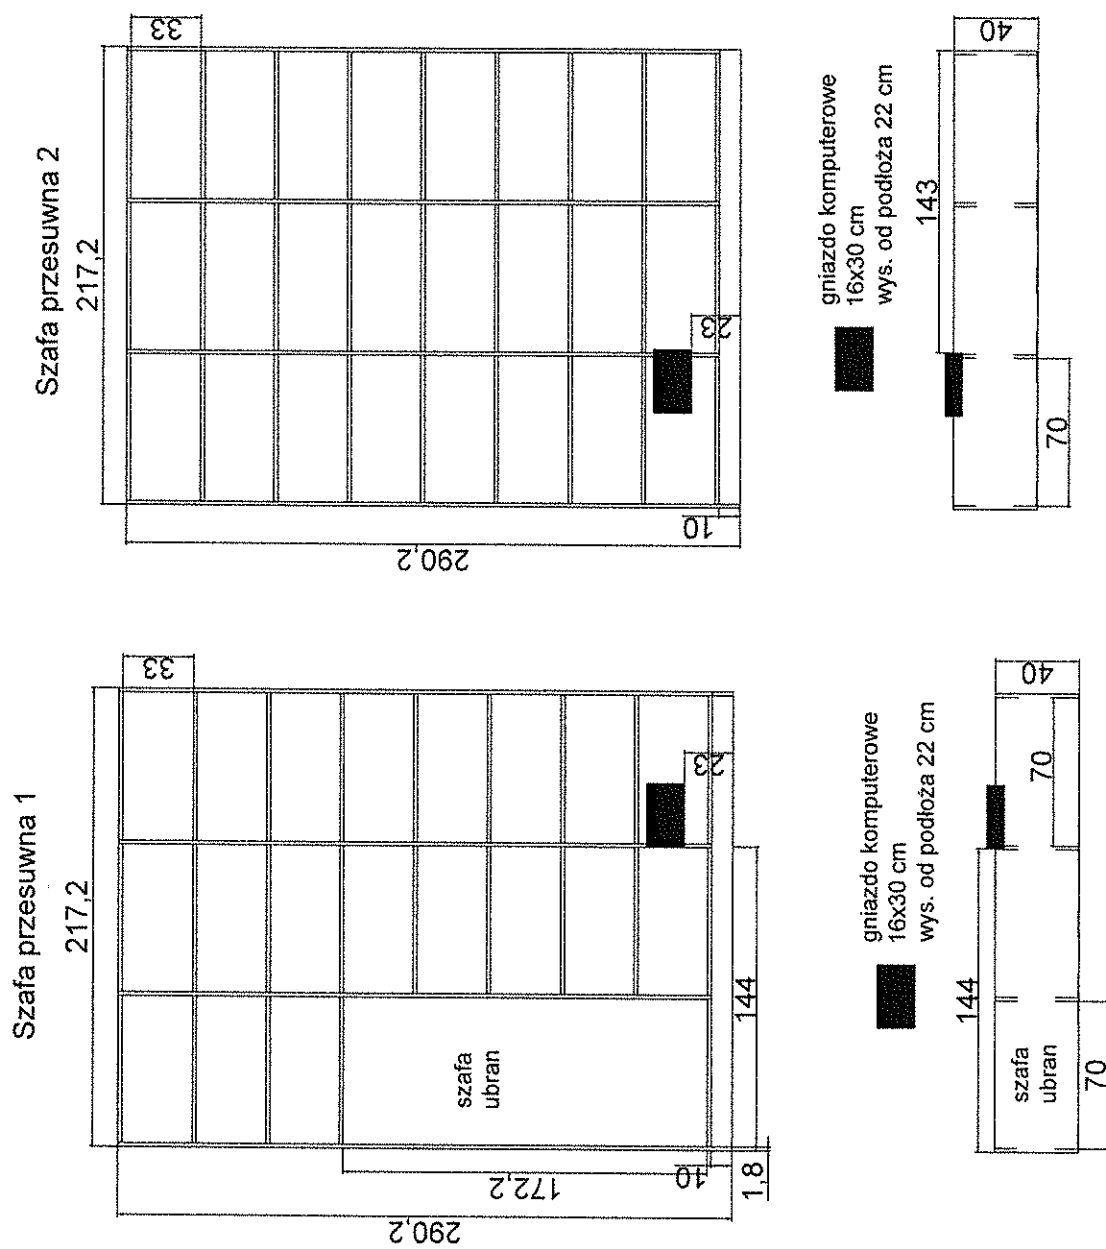 Szafa przesuwna 2
217,2
33
290,2
10
23
gniazdo komputerowe
16x30 cm
wys. od podłoża 22 cm
143
40
70
Szafa przesuwna 1
217,2
33
290,2
172,2
10
1,8
144
23
szafa
ubran
gniazdo komputerowe
16x30 cm
wys. od podłoża 22 cm
144
40
70
szafa
ubran
70